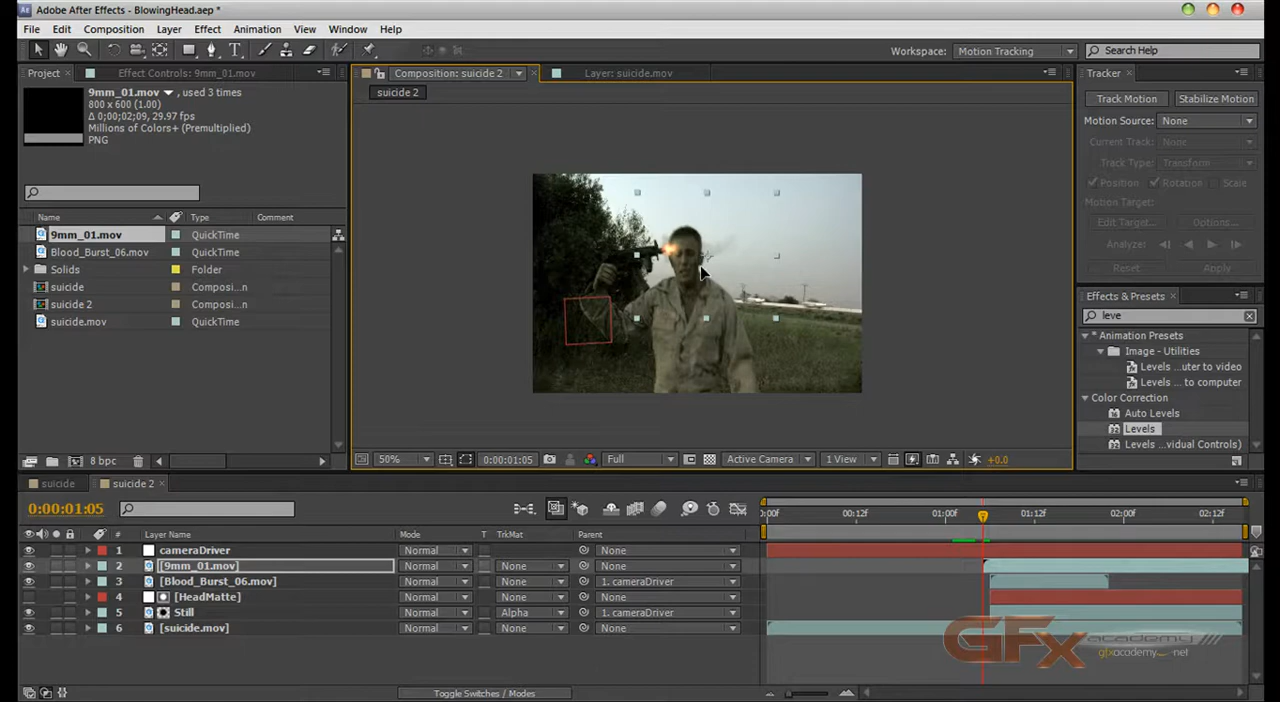 Adobe After Effects - BlowingHead.aep *
File Edit Composition Layer Effect Animation View Window Help
Workspace: Motion Tracking Search Help
Project Effect Controls: 9mm_01.mov Composition: suicide 2 Layer: suicide.mov Tracker
9mm_01.mov , used 3 times
800 x 600 (1.00)
Δ 0;00;02;09, 29.97 fps
Millions of Colors+ (Premultiplied)
PNG
suicide 2
Track Motion Stabilize Motion
Motion Source: None
Current Track: None
Track Type: Transform
Position Rotation Scale
Motion Target:
Edit Target... Options...
Analyze:
Reset Apply
Name Type Comment
9mm_01.mov QuickTime
Blood_Burst_06.mov QuickTime
Solids Folder
suicide Composi...n
suicide 2 Composi...n
suicide.mov QuickTime
Effects & Presets
leve
* Animation Presets
Image - Utilities
Levels ...uter to video
Levels ... to computer
Color Correction
Auto Levels
Levels
Levels ...vidual Controls)
8 bpc
50% 0:00:01:05 Full Active Camera 1 View +0.0
suicide suicide 2
0:00:01:05
0:00f 00:12f 01:00f 01:12f 02:00f 02:12f
# Layer Name Mode T TrkMat Parent
1 cameraDriver Normal None
2 [9mm_01.mov] Normal None None
3 [Blood_Burst_06.mov] Normal None 1. cameraDriver
4 [HeadMatte] Normal None None
5 Still Normal Alpha 1. cameraDriver
6 [suicide.mov] Normal None None
GFx academy
gfxacademy.net
Toggle Switches / Modes